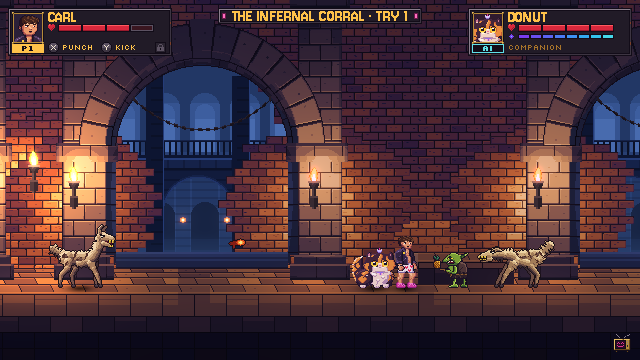 CARL
P1
X PUNCH Y KICK
THE INFERNAL CORRAL · TRY 1
DONUT
AI
COMPANION